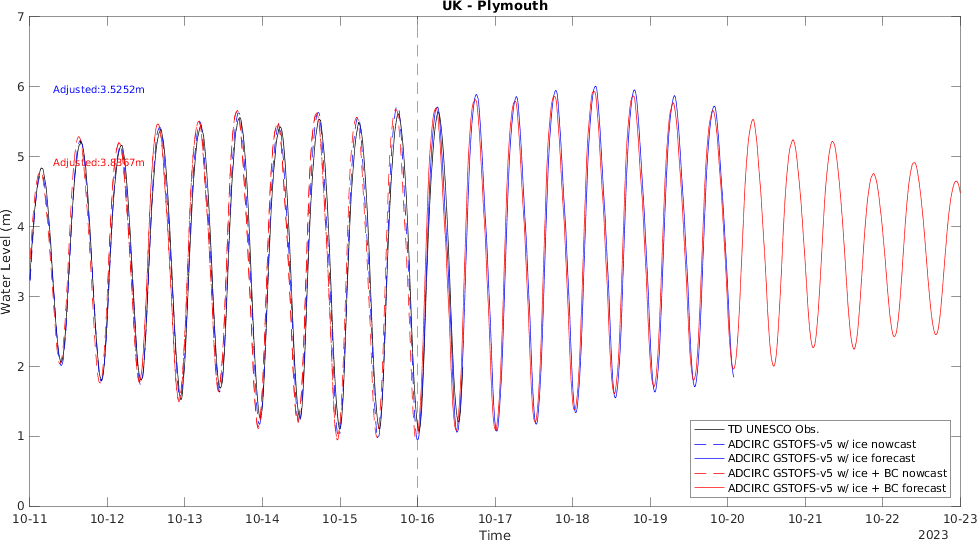 UK - Plymouth
7
6
5
4
3
2
1
0
Water Level (m)
Adjusted:3.5252m
Adjusted:3.8367m
TD UNESCO Obs.
ADCIRC GSTOFS-v5 w/ ice nowcast
ADCIRC GSTOFS-v5 w/ ice forecast
ADCIRC GSTOFS-v5 w/ ice + BC nowcast
ADCIRC GSTOFS-v5 w/ ice + BC forecast
10-11 10-12 10-13 10-14 10-15 10-16 10-17 10-18 10-19 10-20 10-21 10-22 10-23
Time
2023